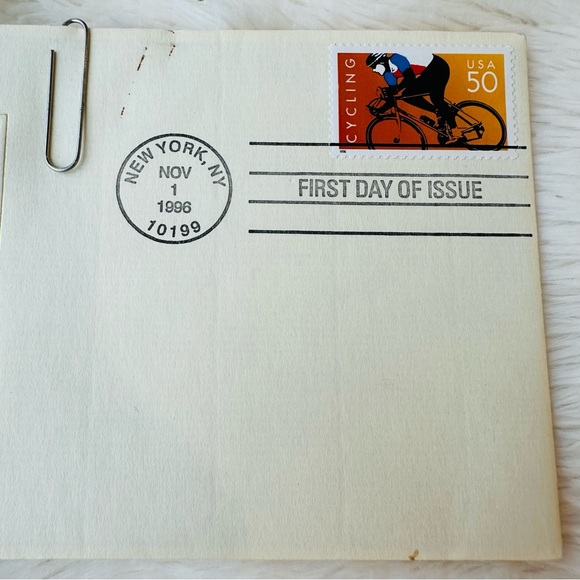 CYCLING
USA
50
NEW YORK, NY
NOV
1
1996
10199
FIRST DAY OF ISSUE